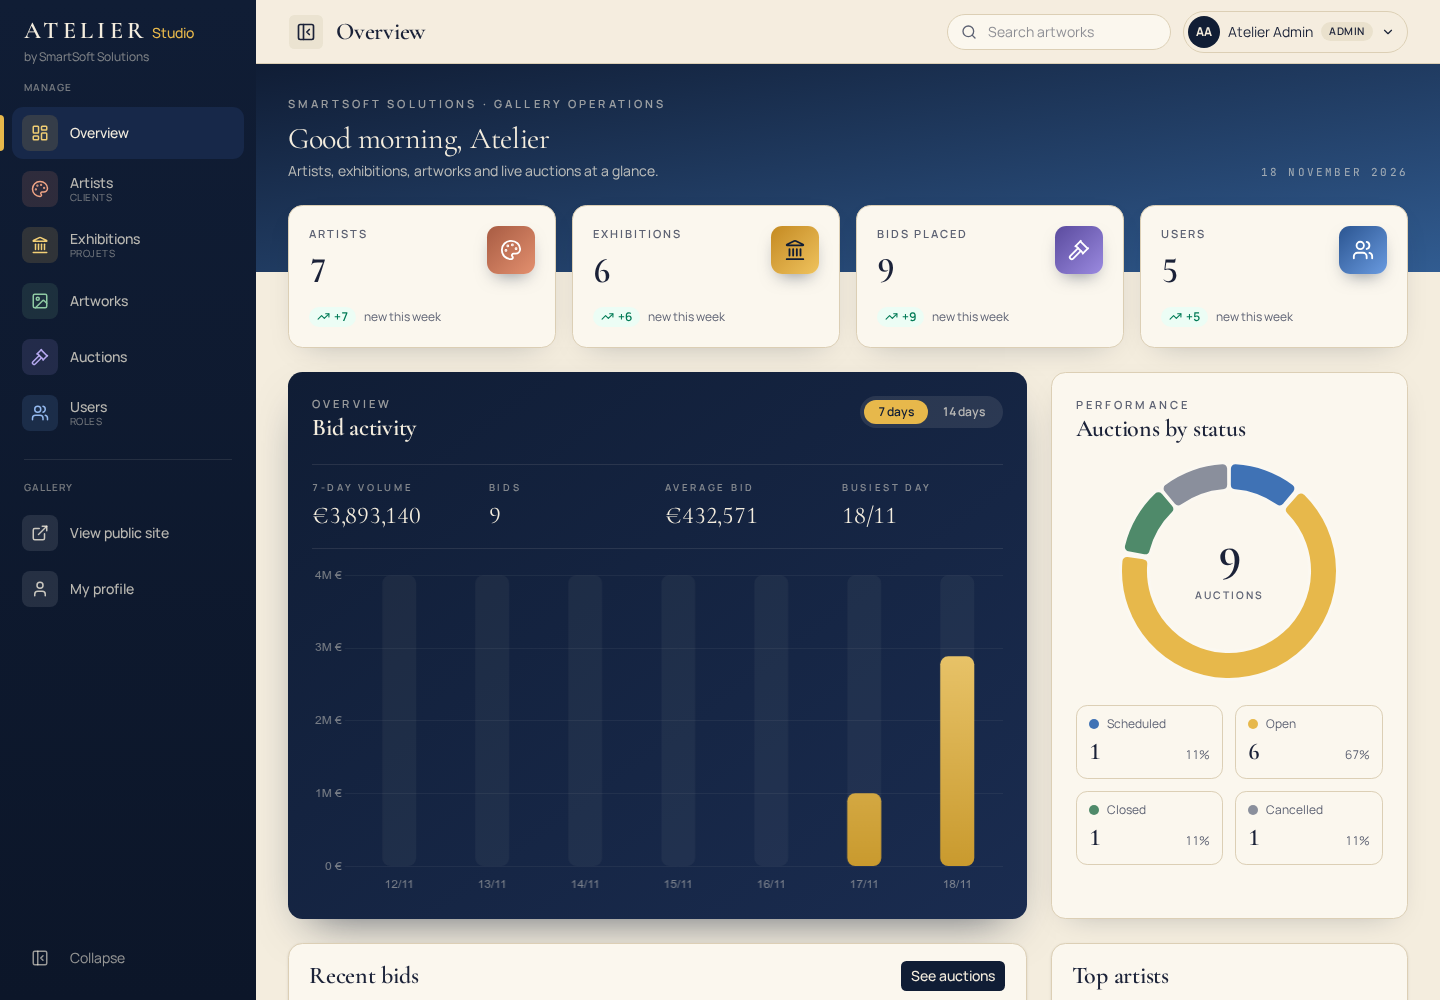 ATELIER Studio
by SmartSoft Solutions
MANAGE
Overview
Artists
CLIENTS
Exhibitions
PROJETS
Artworks
Auctions
Users
ROLES
GALLERY
View public site
My profile
Collapse
Overview
Search artworks
AA Atelier Admin ADMIN
SMARTSOFT SOLUTIONS · GALLERY OPERATIONS
Good morning, Atelier
Artists, exhibitions, artworks and live auctions at a glance.
18 NOVEMBER 2026
ARTISTS
7
+7 new this week
EXHIBITIONS
6
+6 new this week
BIDS PLACED
9
+9 new this week
USERS
5
+5 new this week
OVERVIEW
Bid activity
7 days 14 days
7-DAY VOLUME BIDS AVERAGE BID BUSIEST DAY
€3,893,140 9 €432,571 18/11
4M €
3M €
2M €
1M €
0 €
12/11 13/11 14/11 15/11 16/11 17/11 18/11
PERFORMANCE
Auctions by status
9
AUCTIONS
Scheduled
1 11%
Open
6 67%
Closed
1 11%
Cancelled
1 11%
Recent bids
See auctions
Top artists